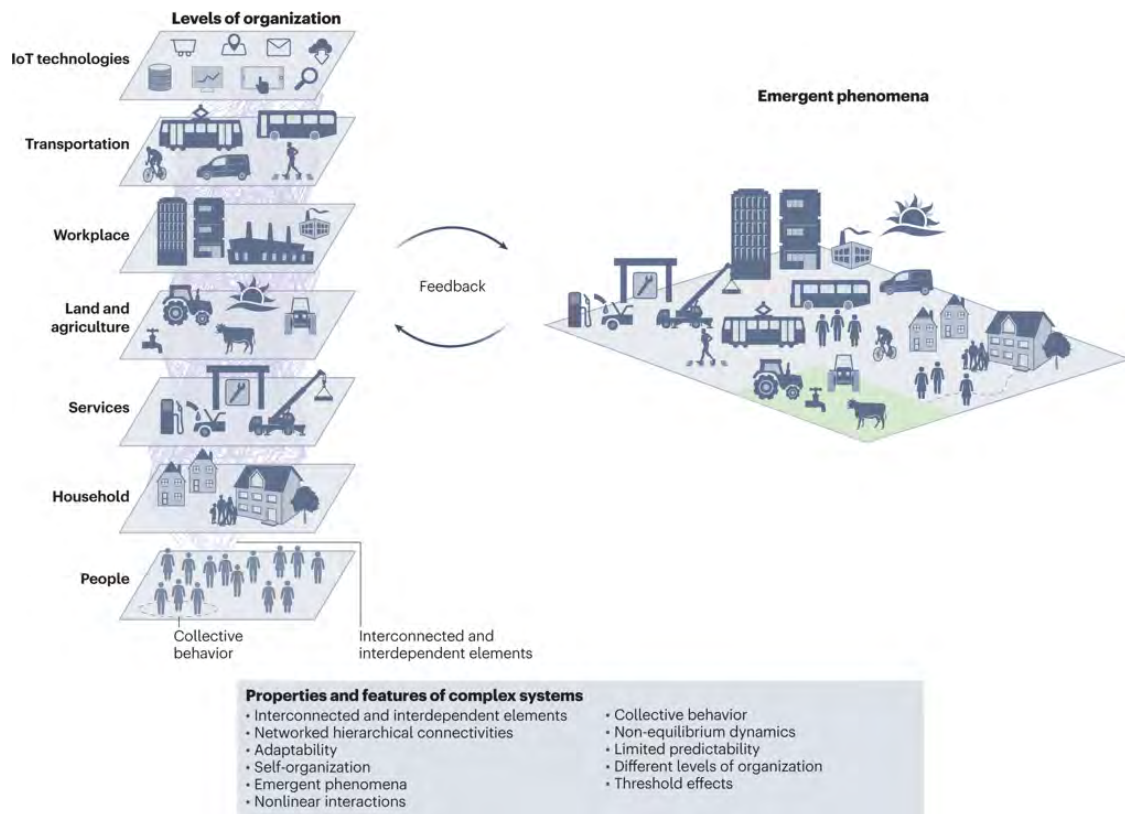 Levels of organization
IoT technologies
Transportation
Workplace
Land and
agriculture
Services
Household
People
Collective
behavior
Interconnected and
interdependent elements
Feedback
Emergent phenomena
Properties and features of complex systems
• Interconnected and interdependent elements
• Networked hierarchical connectivities
• Adaptability
• Self-organization
• Emergent phenomena
• Nonlinear interactions
• Collective behavior
• Non-equilibrium dynamics
• Limited predictability
• Different levels of organization
• Threshold effects